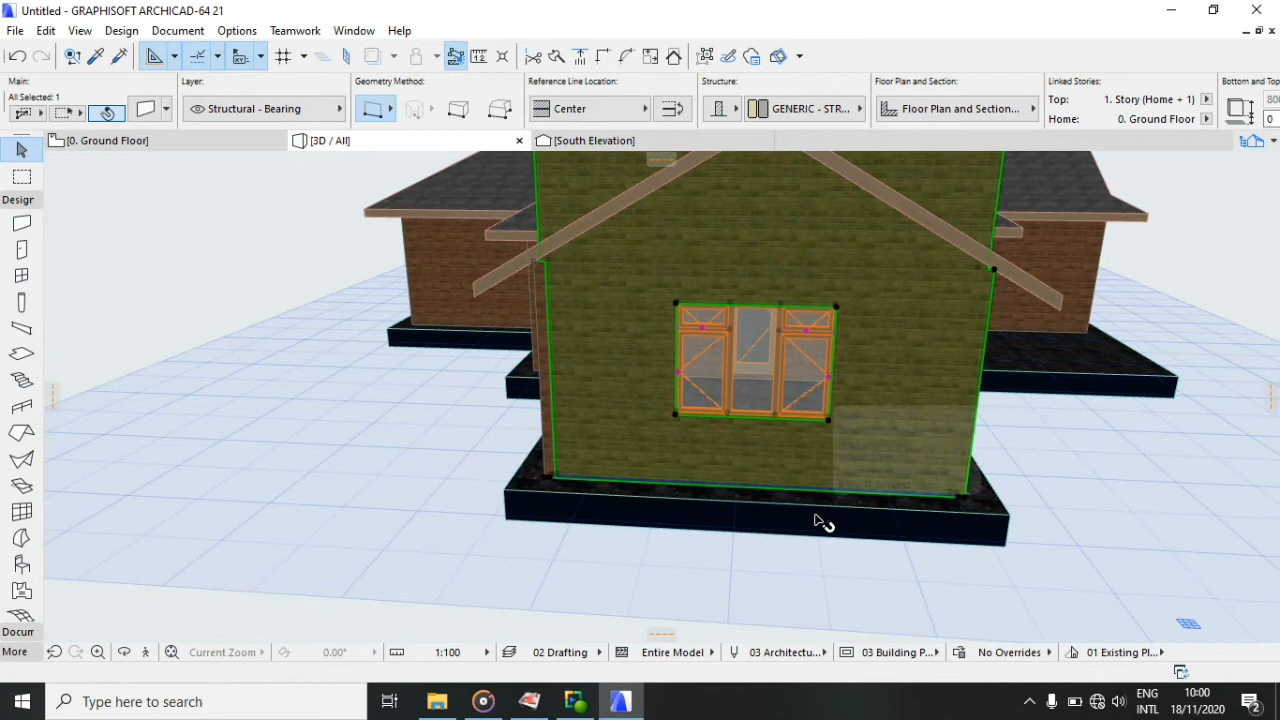 Untitled - GRAPHISOFT ARCHICAD-64 21
File Edit View Design Document Options Teamwork Window Help
Main:
All Selected: 1
Layer:
Structural - Bearing
Geometry Method:
Reference Line Location:
Center
Structure:
GENERIC - STR...
Floor Plan and Section:
Floor Plan and Section...
Linked Stories:
Top: 1. Story (Home + 1)
Home: 0. Ground Floor
Bottom and Top
0
[0. Ground Floor]
[3D / All]
[South Elevation]
Design
Docum
More
Current Zoom
0.00°
1:100
02 Drafting
Entire Model
03 Architectu...
03 Building P...
No Overrides
01 Existing Pl...
Type here to search
ENG
INTL
10:00
18/11/2020
2